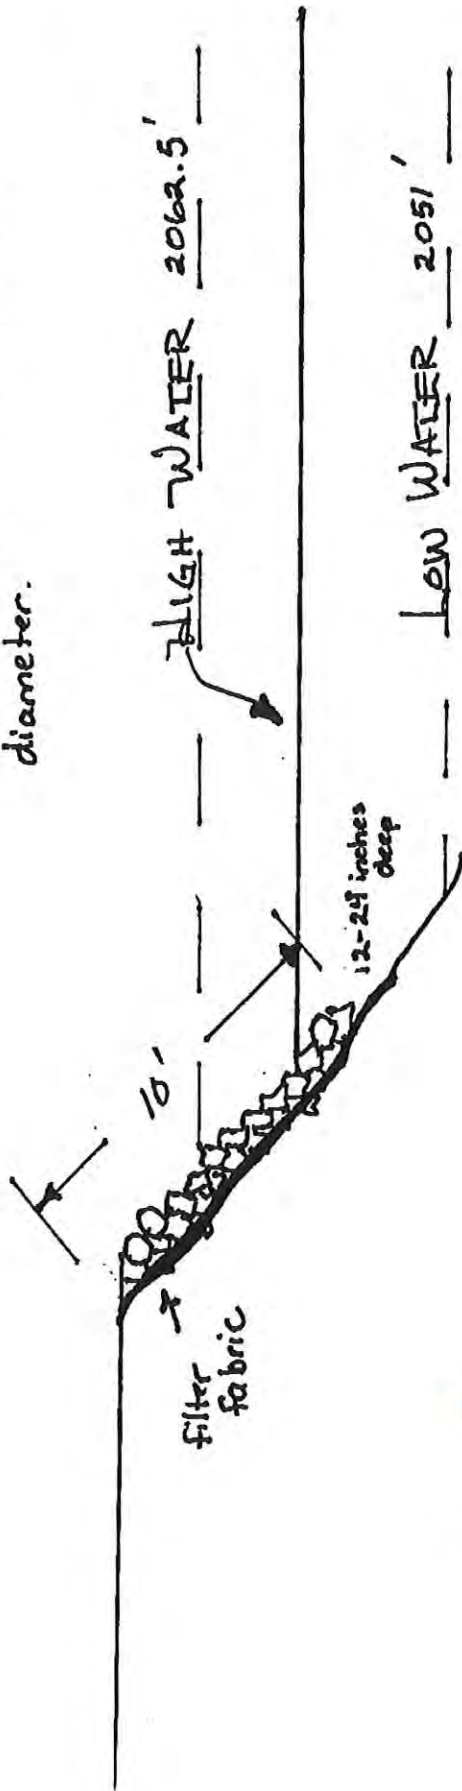 diameter.
HIGH WATER 2062.5'
10'
12-24 inches
deep
LOW WATER 2051'
filter
fabric